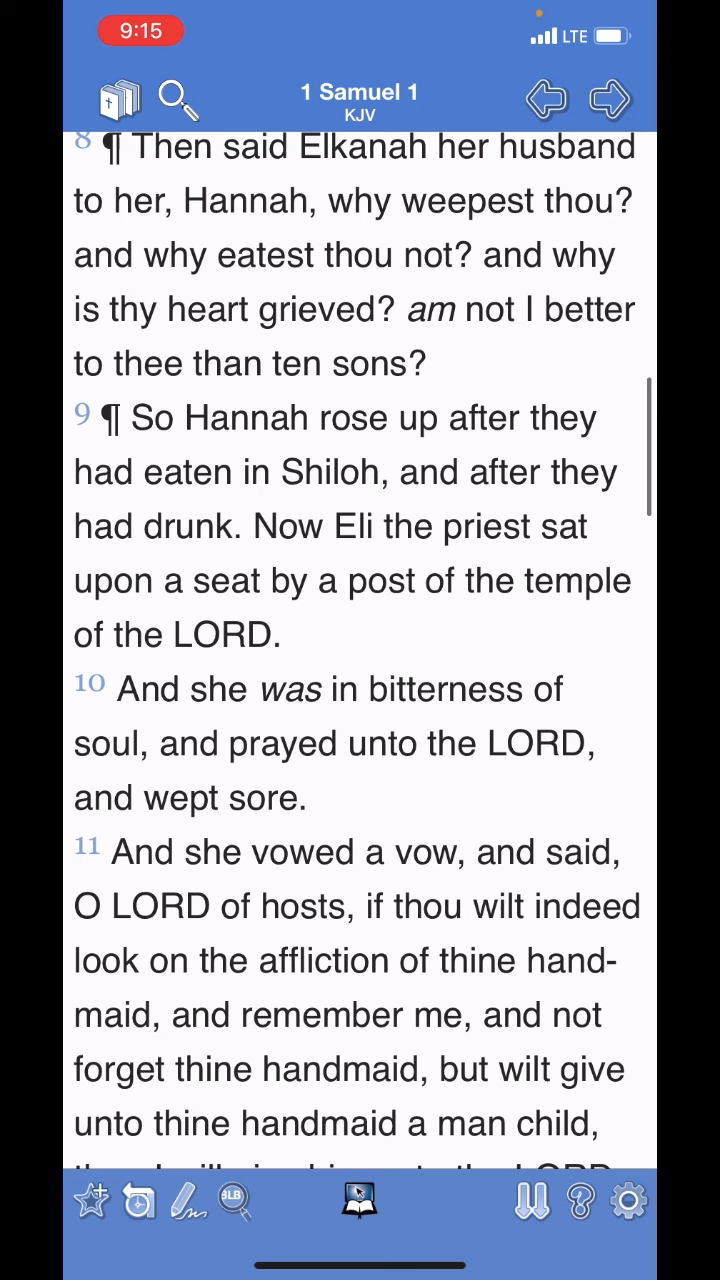 9:15
LTE
1 Samuel 1
KJV
8 ¶ Then said Elkanah her husband
to her, Hannah, why weepest thou?
and why eatest thou not? and why
is thy heart grieved? am not I better
to thee than ten sons?
9 ¶ So Hannah rose up after they
had eaten in Shiloh, and after they
had drunk. Now Eli the priest sat
upon a seat by a post of the temple
of the LORD.
10 And she was in bitterness of
soul, and prayed unto the LORD,
and wept sore.
11 And she vowed a vow, and said,
O LORD of hosts, if thou wilt indeed
look on the affliction of thine hand-
maid, and remember me, and not
forget thine handmaid, but wilt give
unto thine handmaid a man child,
BLB